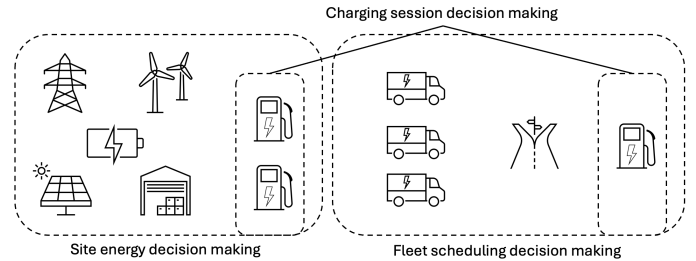 Charging session decision making
Site energy decision making
Fleet scheduling decision making